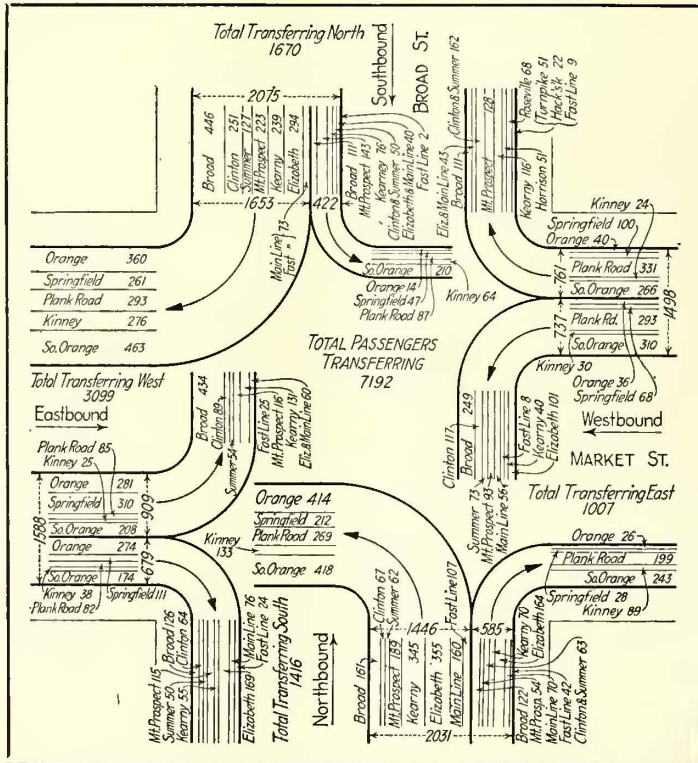 Total Transferring North
1670
Southbound
BROAD ST.
2075
Broad 446
Clinton 251
Summer 127
Mt.Prospect 223
Kearny 239
Elizabeth 294
Main Line } 73
Fast "
1653
422
Broad 111
Mt.Prospect 143
Kearney 76
Clinton & Summer 50
Elizabeth & Main Line 40
Fast Line 2
Eliz.& Main Line 43
Broad 111
Clinton & Summer 162
Mt. Prospect 128
Kearny 116
Harrison 51
Roseville 68
Turnpike 51
Hack's'k 22
Fast Line 9
Orange 360
Springfield 261
Plank Road 293
Kinney 276
So.Orange 463
Total Transferring West
3099
So.Orange 210
Orange 14
Springfield 47
Plank Road 87
Kinney 64
TOTAL PASSENGERS
TRANSFERRING
7192
Kinney 24
Springfield 100
Orange 40
Plank Road 331
So.Orange 266
Plank Rd. 293
So.Orange 310
Kinney 30
Orange 36
Springfield 68
761
737
1498
Westbound
MARKET ST.
Clinton 117
Broad 249
Summer 73
Mt.Prospect 93
Main Line 56
Fast Line 8
Kearny 40
Elizabeth 101
Total Transferring East
1007
Eastbound
Broad 434
Clinton 89
Summer 54
Fast Line 25
Mt.Prospect 116
Kearny 131
Eliz.& Main Line 60
Plank Road 85
Kinney 25
Orange 281
Springfield 310
So.Orange 208
Orange 274
So.Orange 174
Kinney 38
Plank Road 82
Springfield 111
1588
909
679
Orange 414
Springfield 212
Plank Road 269
Kinney
133
So.Orange 418
Orange 26
Plank Road 199
So.Orange 243
Springfield 28
Kinney 89
Mt.Prospect 115
Summer 50
Kearny 55
Broad 126
Clinton 64
Main Line 76
Fast Line 24
Elizabeth 169
Total Transferring South
1416
Northbound
Broad 161
Clinton 67
Summer 62
Mt.Prospect 189
Kearny 345
Elizabeth 355
Main Line 160
Fast Line 107
1446
585
2031
Kearny 70
Elizabeth 164
Broad 122
Mt.Prosp. 54
Main Line 70
Fast Line 42
Clinton & Summer 63